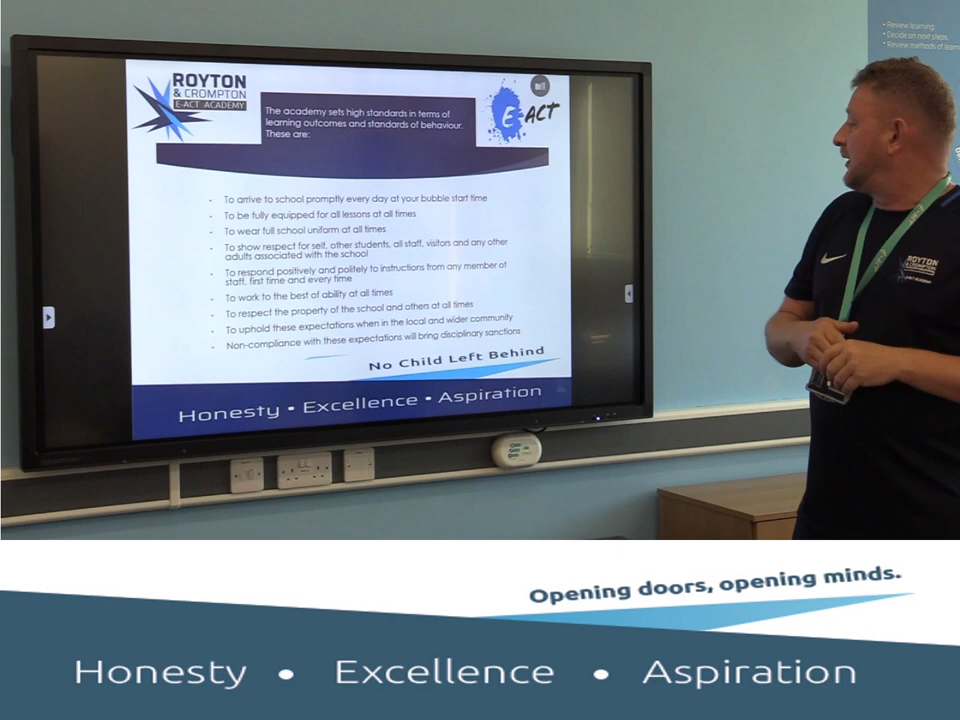 • Review learning.
• Decide on next steps.
ROYTON
& CROMPTON
E-ACT ACADEMY
The academy sets high standards in terms of
learning outcomes and standards of behaviour.
These are:
E-ACT
- To arrive to school promptly every day at your bubble start time
- To be fully equipped for all lessons at all times
- To wear full school uniform at all times
- To show respect for self, other students, all staff, visitors and any other
adults associated with the school
- To respond positively and politely to instructions from any member of
staff, first time and every time
- To work to the best of ability at all times
- To respect the property of the school and others at all times
- To uphold these expectations when in the local and wider community
- Non-compliance with these expectations will bring disciplinary sanctions
No Child Left Behind
Honesty • Excellence • Aspiration
ROYTON
& CROMPTON
E-ACT ACADEMY
Opening doors, opening minds.
Honesty • Excellence • Aspiration